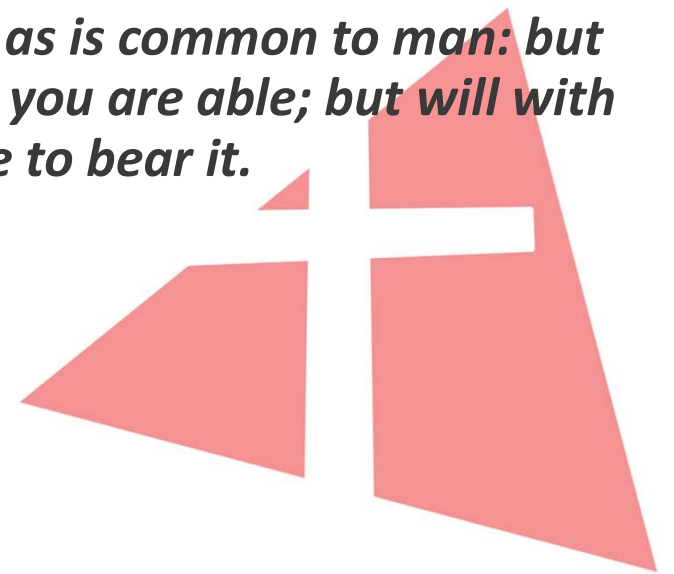 as is common to man: but
you are able; but will with
e to bear it.